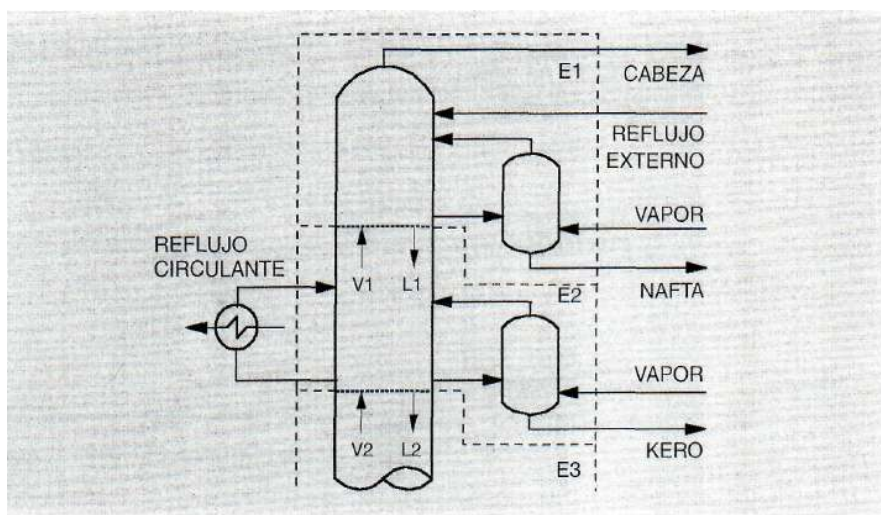 E1
CABEZA
REFLUJO
EXTERNO
VAPOR
REFLUJO
CIRCULANTE
V1
L1
E2
NAFTA
VAPOR
V2
L2
KERO
E3